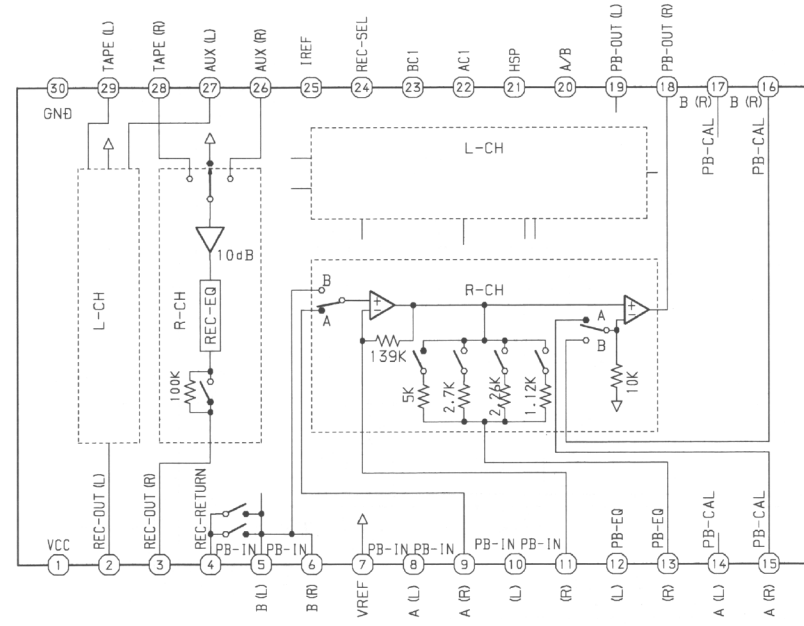 TAPE (L)
TAPE (R)
AUX (L)
AUX (R)
IREF
REC-SEL
BC1
AC1
HSP
A/B
PB-OUT (L)
PB-OUT (R)
30 29 28 27 26 25 24 23 22 21 20 19 18 17 16
GND
B (R)
B (R)
PB-CAL
PB-CAL
L-CH
10dB
L-CH
R-CH
REC-EQ
100K
B
A
R-CH
+
−
139K
5K
2.7K
2.26K
1.12K
A
B
+
−
10K
VCC
REC-OUT (L)
REC-OUT (R)
REC-RETURN
PB-IN
PB-IN
PB-IN
PB-IN
PB-IN
PB-IN
PB-EQ
PB-EQ
PB-CAL
PB-CAL
1 2 3 4 5 6 7 8 9 10 11 12 13 14 15
B (L)
B (R)
VREF
A (L)
A (R)
(L)
(R)
(L)
(R)
A (L)
A (R)